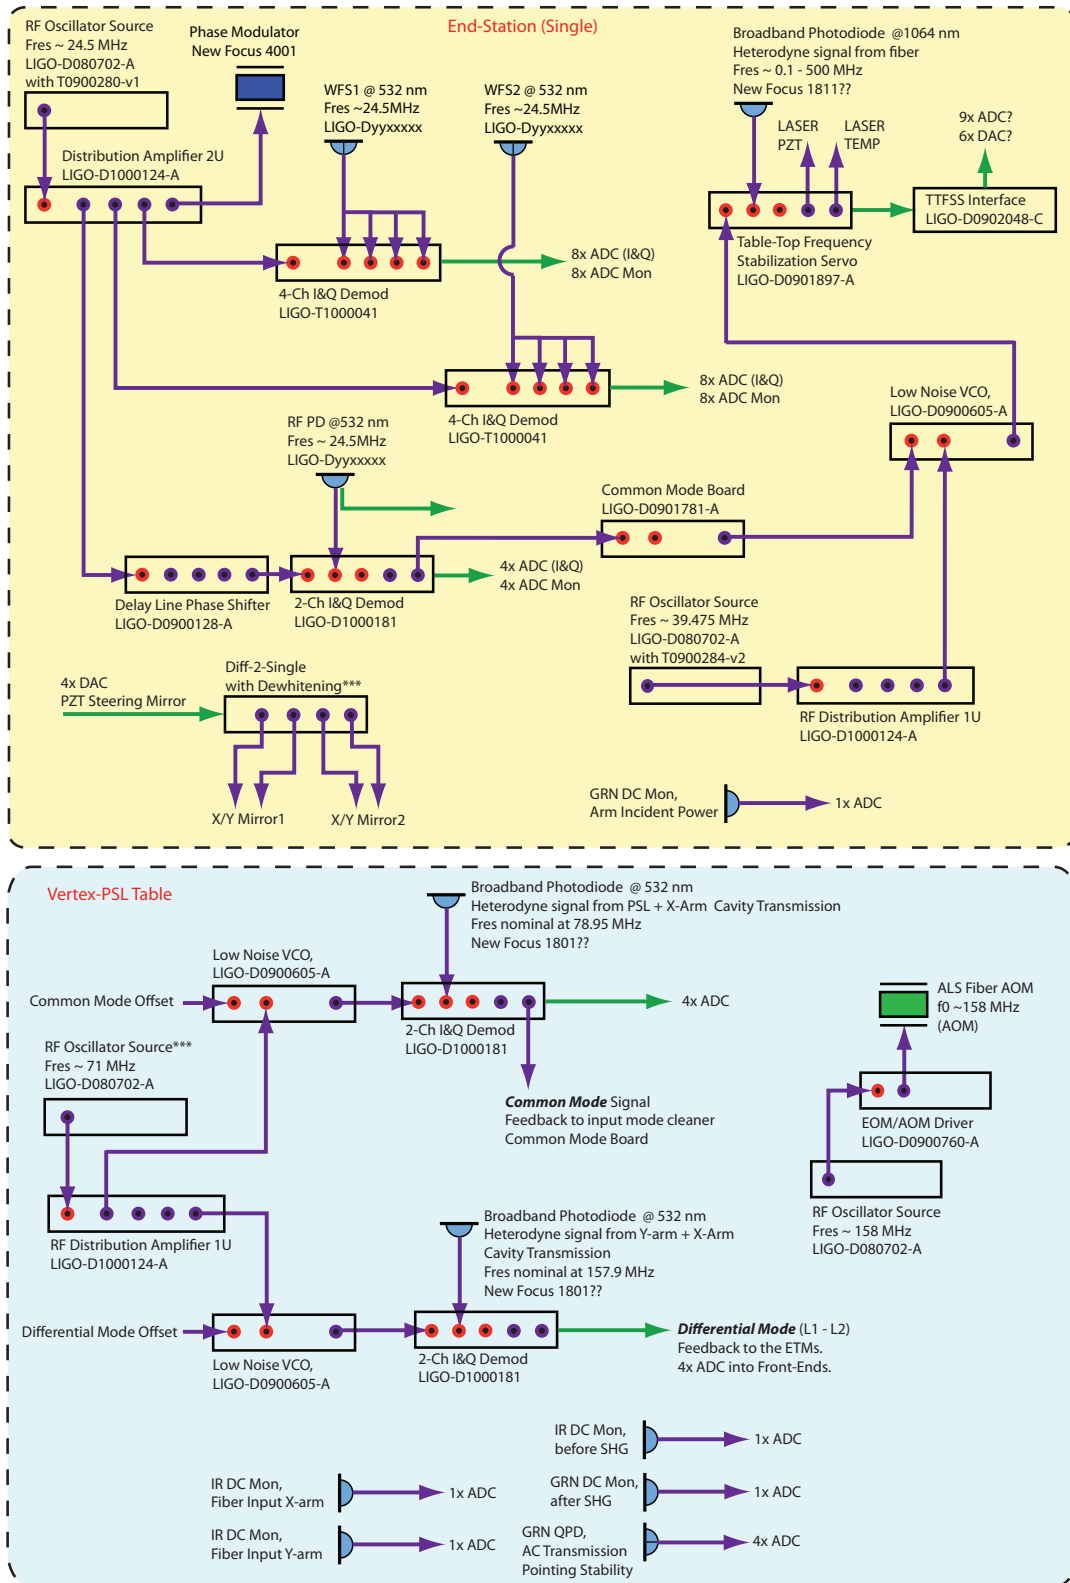 End-Station (Single)
RF Oscillator Source
Fres ~ 24.5 MHz
LIGO-D080702-A
with T0900280-v1
Phase Modulator
New Focus 4001
WFS1 @ 532 nm
Fres ~24.5MHz
LIGO-Dyyxxxxx
WFS2 @ 532 nm
Fres ~24.5MHz
LIGO-Dyyxxxxx
Broadband Photodiode @1064 nm
Heterodyne signal from fiber
Fres ~ 0.1 - 500 MHz
New Focus 1811??
LASER
PZT
LASER
TEMP
9x ADC?
6x DAC?
Distribution Amplifier 2U
LIGO-D1000124-A
TTFSS Interface
LIGO-D0902048-C
Table-Top Frequency
Stabilization Servo
LIGO-D0901897-A
8x ADC (I&Q)
8x ADC Mon
4-Ch I&Q Demod
LIGO-T1000041
8x ADC (I&Q)
8x ADC Mon
4-Ch I&Q Demod
LIGO-T1000041
Low Noise VCO,
LIGO-D0900605-A
RF PD @532 nm
Fres ~ 24.5MHz
LIGO-Dyyxxxxx
Common Mode Board
LIGO-D0901781-A
4x ADC (I&Q)
4x ADC Mon
Delay Line Phase Shifter
LIGO-D0900128-A
2-Ch I&Q Demod
LIGO-D1000181
RF Oscillator Source
Fres ~ 39.475 MHz
LIGO-D080702-A
with T0900284-v2
RF Distribution Amplifier 1U
LIGO-D1000124-A
Diff-2-Single
with Dewhitening***
4x DAC
PZT Steering Mirror
X/Y Mirror1
X/Y Mirror2
GRN DC Mon,
Arm Incident Power
1x ADC
Vertex-PSL Table
Broadband Photodiode @ 532 nm
Heterodyne signal from PSL + X-Arm Cavity Transmission
Fres nominal at 78.95 MHz
New Focus 1801??
Low Noise VCO,
LIGO-D0900605-A
Common Mode Offset
4x ADC
2-Ch I&Q Demod
LIGO-D1000181
ALS Fiber AOM
f0 ~158 MHz
(AOM)
RF Oscillator Source***
Fres ~ 71 MHz
LIGO-D080702-A
Common Mode Signal
Feedback to input mode cleaner
Common Mode Board
EOM/AOM Driver
LIGO-D0900760-A
RF Oscillator Source
Fres ~ 158 MHz
LIGO-D080702-A
RF Distribution Amplifier 1U
LIGO-D1000124-A
Broadband Photodiode @ 532 nm
Heterodyne signal from Y-arm + X-Arm
Cavity Transmission
Fres nominal at 157.9 MHz
New Focus 1801??
Differential Mode Offset
Low Noise VCO,
LIGO-D0900605-A
2-Ch I&Q Demod
LIGO-D1000181
Differential Mode (L1 - L2)
Feedback to the ETMs.
4x ADC into Front-Ends.
IR DC Mon,
before SHG
1x ADC
IR DC Mon,
Fiber Input X-arm
1x ADC
GRN DC Mon,
after SHG
1x ADC
IR DC Mon,
Fiber Input Y-arm
1x ADC
GRN QPD,
AC Transmission
Pointing Stability
4x ADC